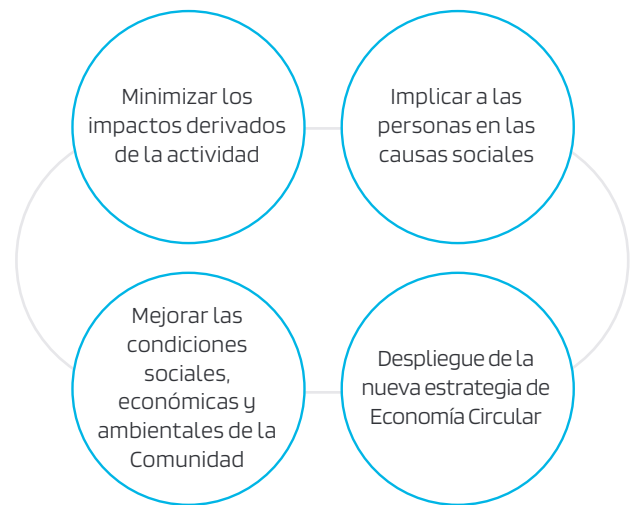 Minimizar los
impactos derivados
de la actividad
Implicar a las
personas en las
causas sociales
Mejorar las
condiciones
sociales,
económicas y
ambientales de la
Comunidad
Despliegue de la
nueva estrategia de
Economía Circular